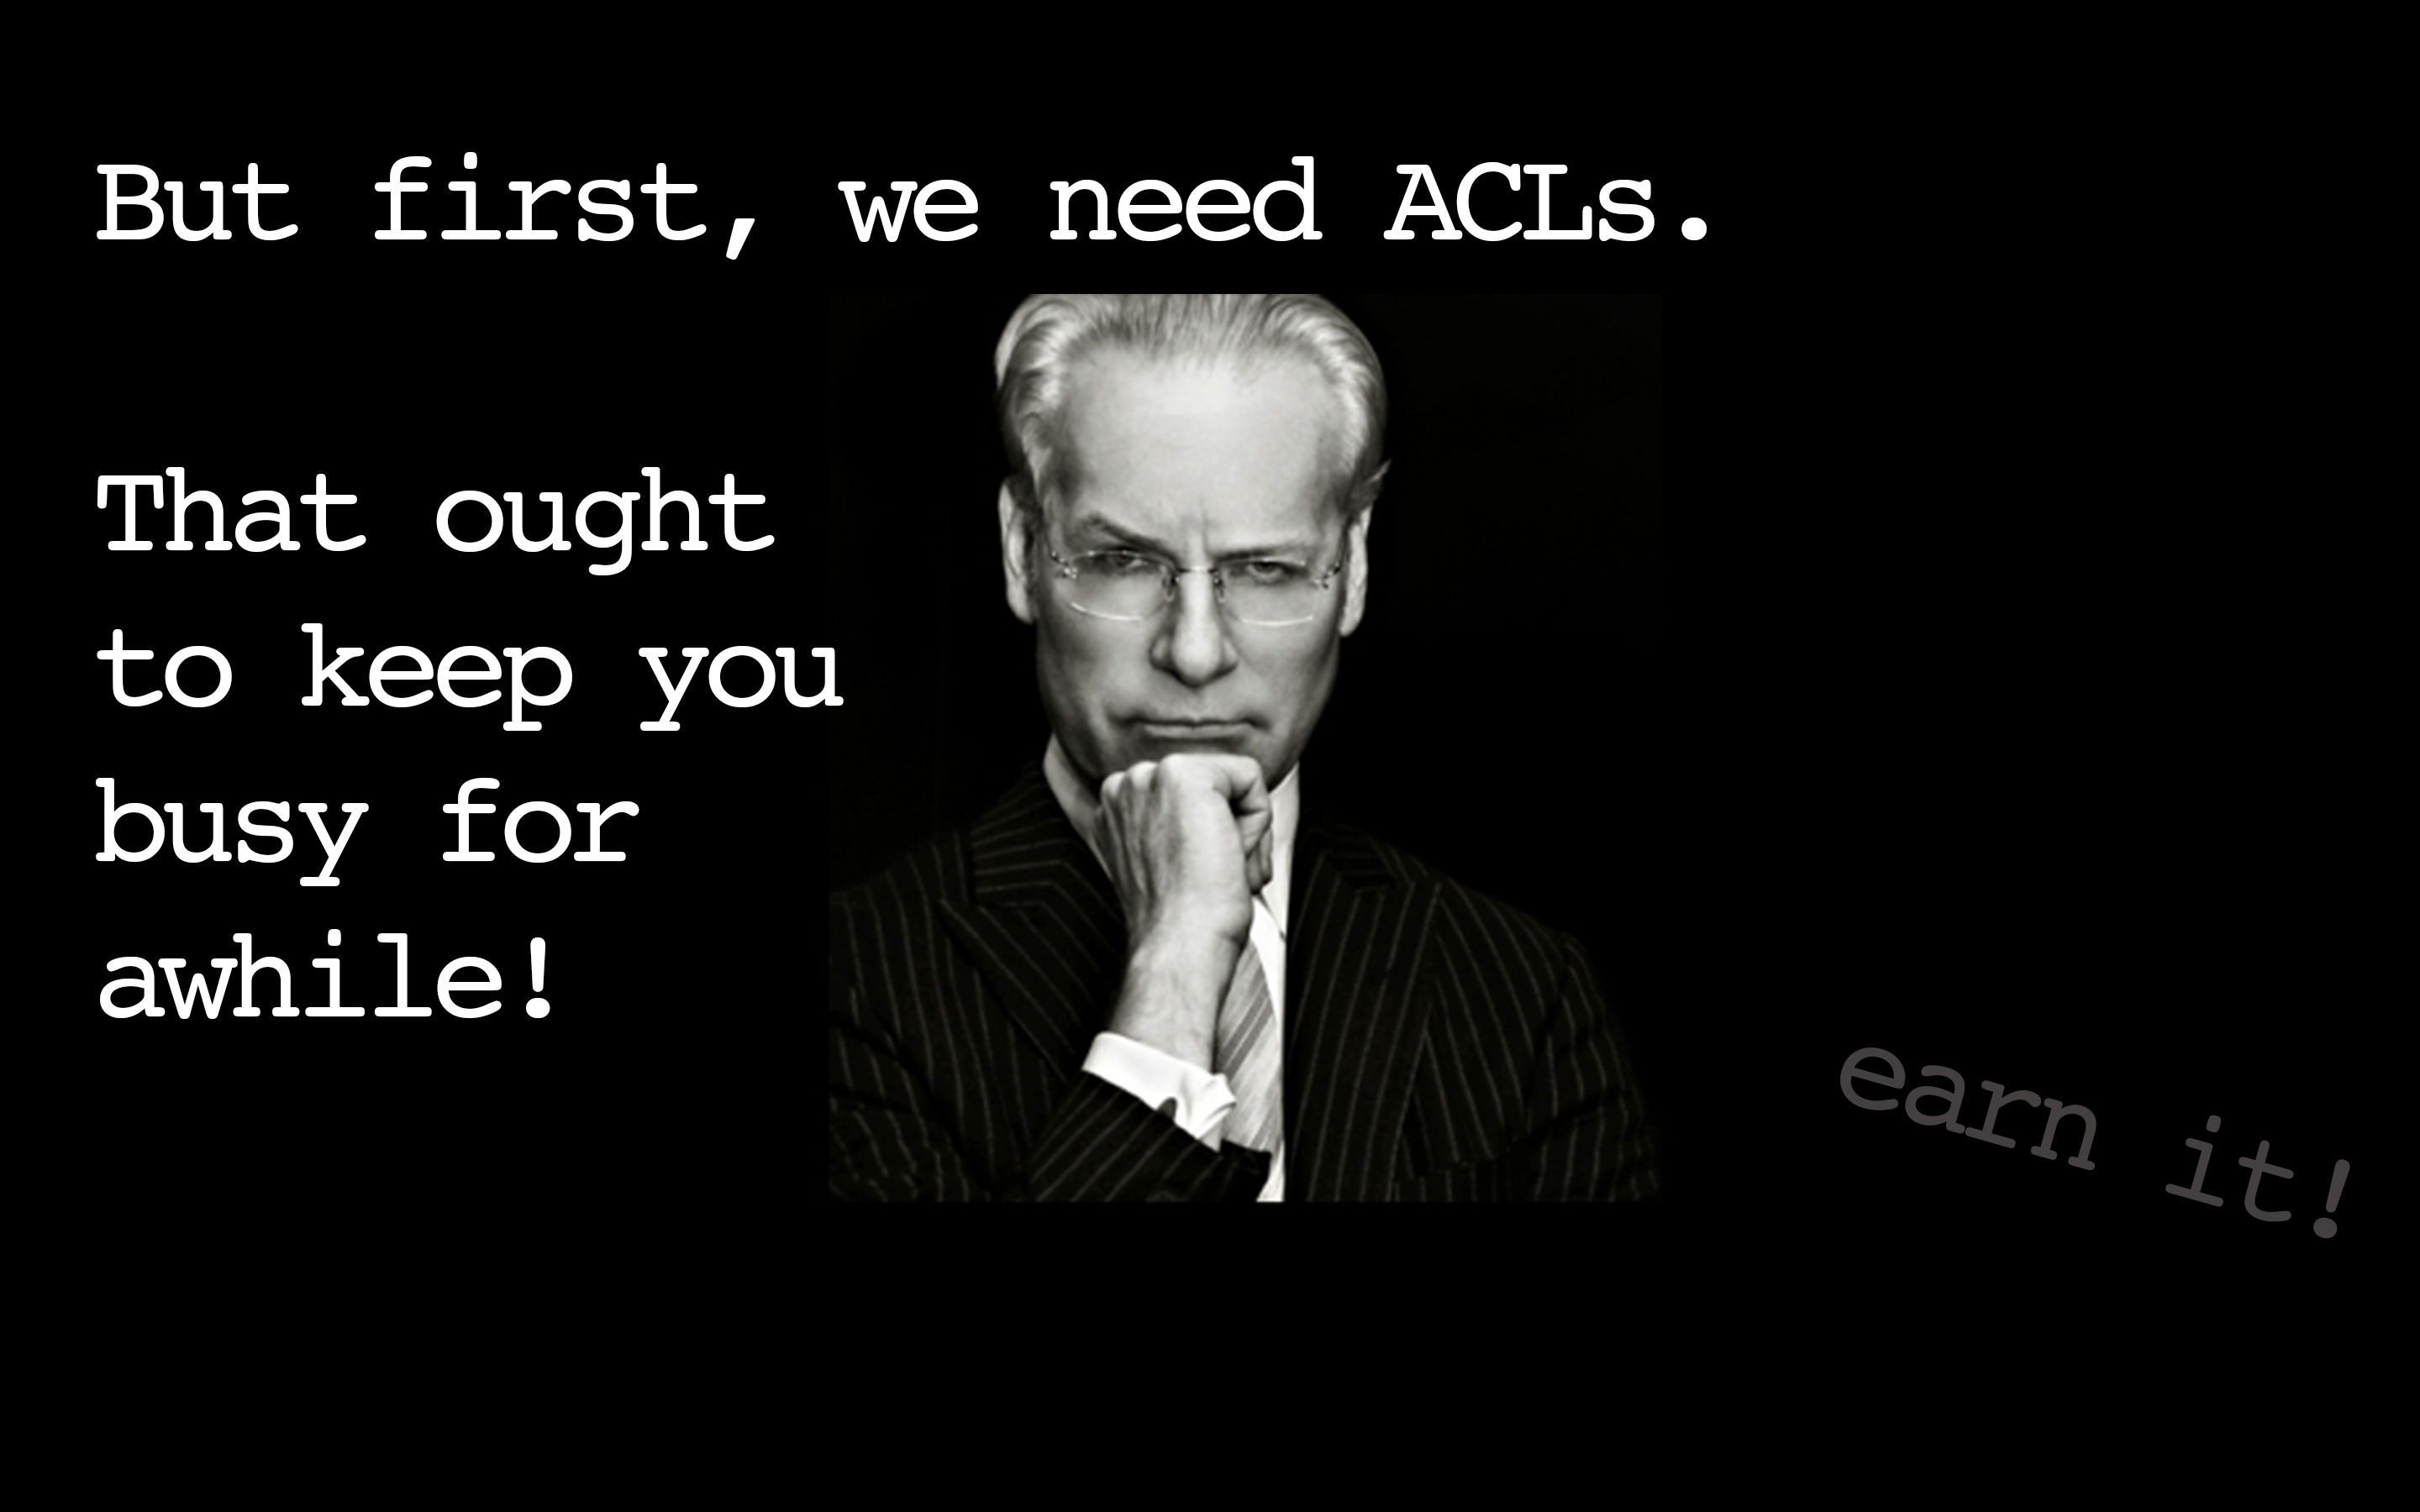 But first, we need ACLs.
That ought
to keep you
busy for
awhile!
earn it!